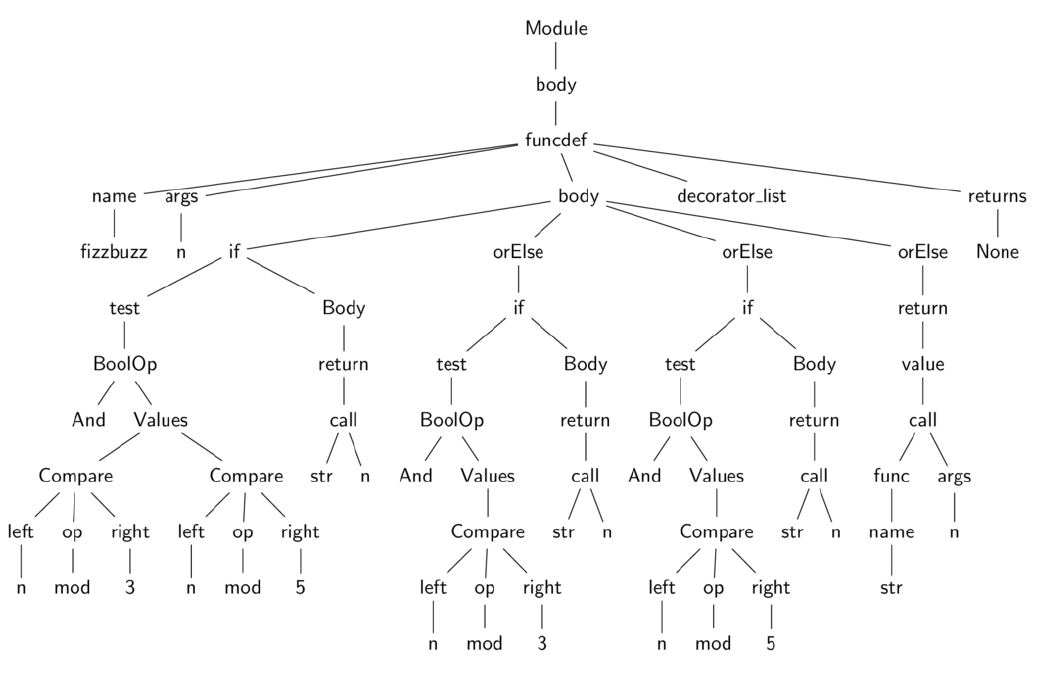 Module
body
funcdef
name args body decorator_list returns
fizzbuzz n if orElse orElse orElse None
test Body if if return
BoolOp return test Body test Body value
And Values call BoolOp return BoolOp return call
Compare Compare str n And Values call And Values call func args
left op right left op right Compare str n Compare str n name n
n mod 3 n mod 5 left op right left op right str
n mod 3 n mod 5